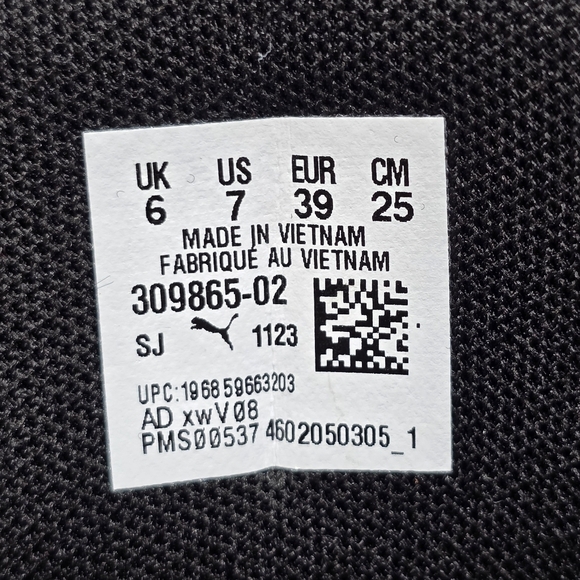 UK US EUR CM
6 7 39 25
MADE IN VIETNAM
FABRIQUÉ AU VIETNAM
309865-02
SJ 1123
UPC:196859663203
AD xwV08
PMS00537 4602050305_1